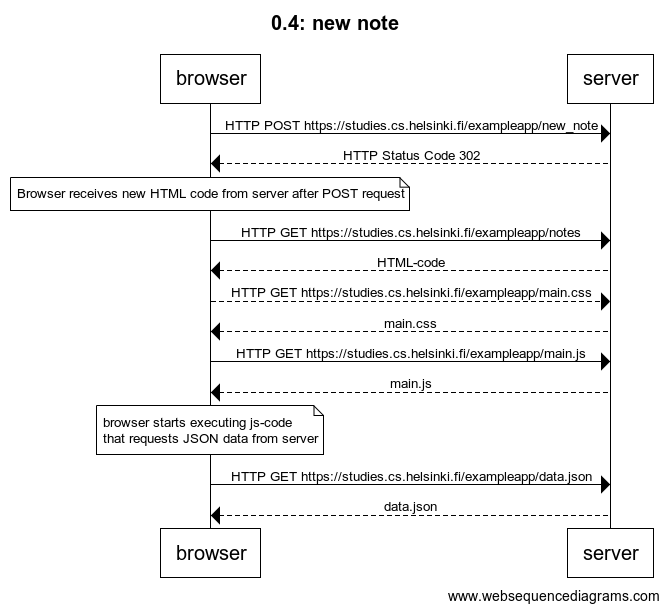 0.4: new note
browser
server
HTTP POST https://studies.cs.helsinki.fi/exampleapp/new_note
HTTP Status Code 302
Browser receives new HTML code from server after POST request
HTTP GET https://studies.cs.helsinki.fi/exampleapp/notes
HTML-code
HTTP GET https://studies.cs.helsinki.fi/exampleapp/main.css
main.css
HTTP GET https://studies.cs.helsinki.fi/exampleapp/main.js
main.js
browser starts executing js-code
that requests JSON data from server
HTTP GET https://studies.cs.helsinki.fi/exampleapp/data.json
data.json
browser
server
www.websequencediagrams.com